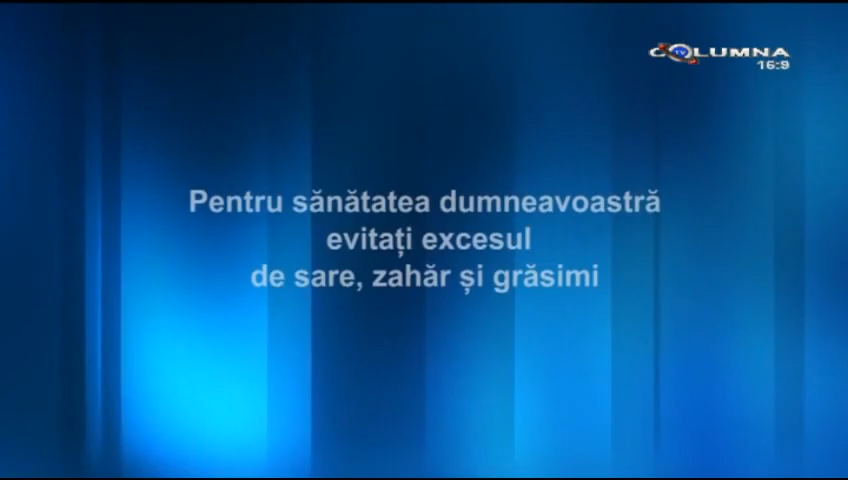 COLUMNA
TV
16:9
Pentru sănătatea dumneavoastră
evitați excesul
de sare, zahăr și grăsimi